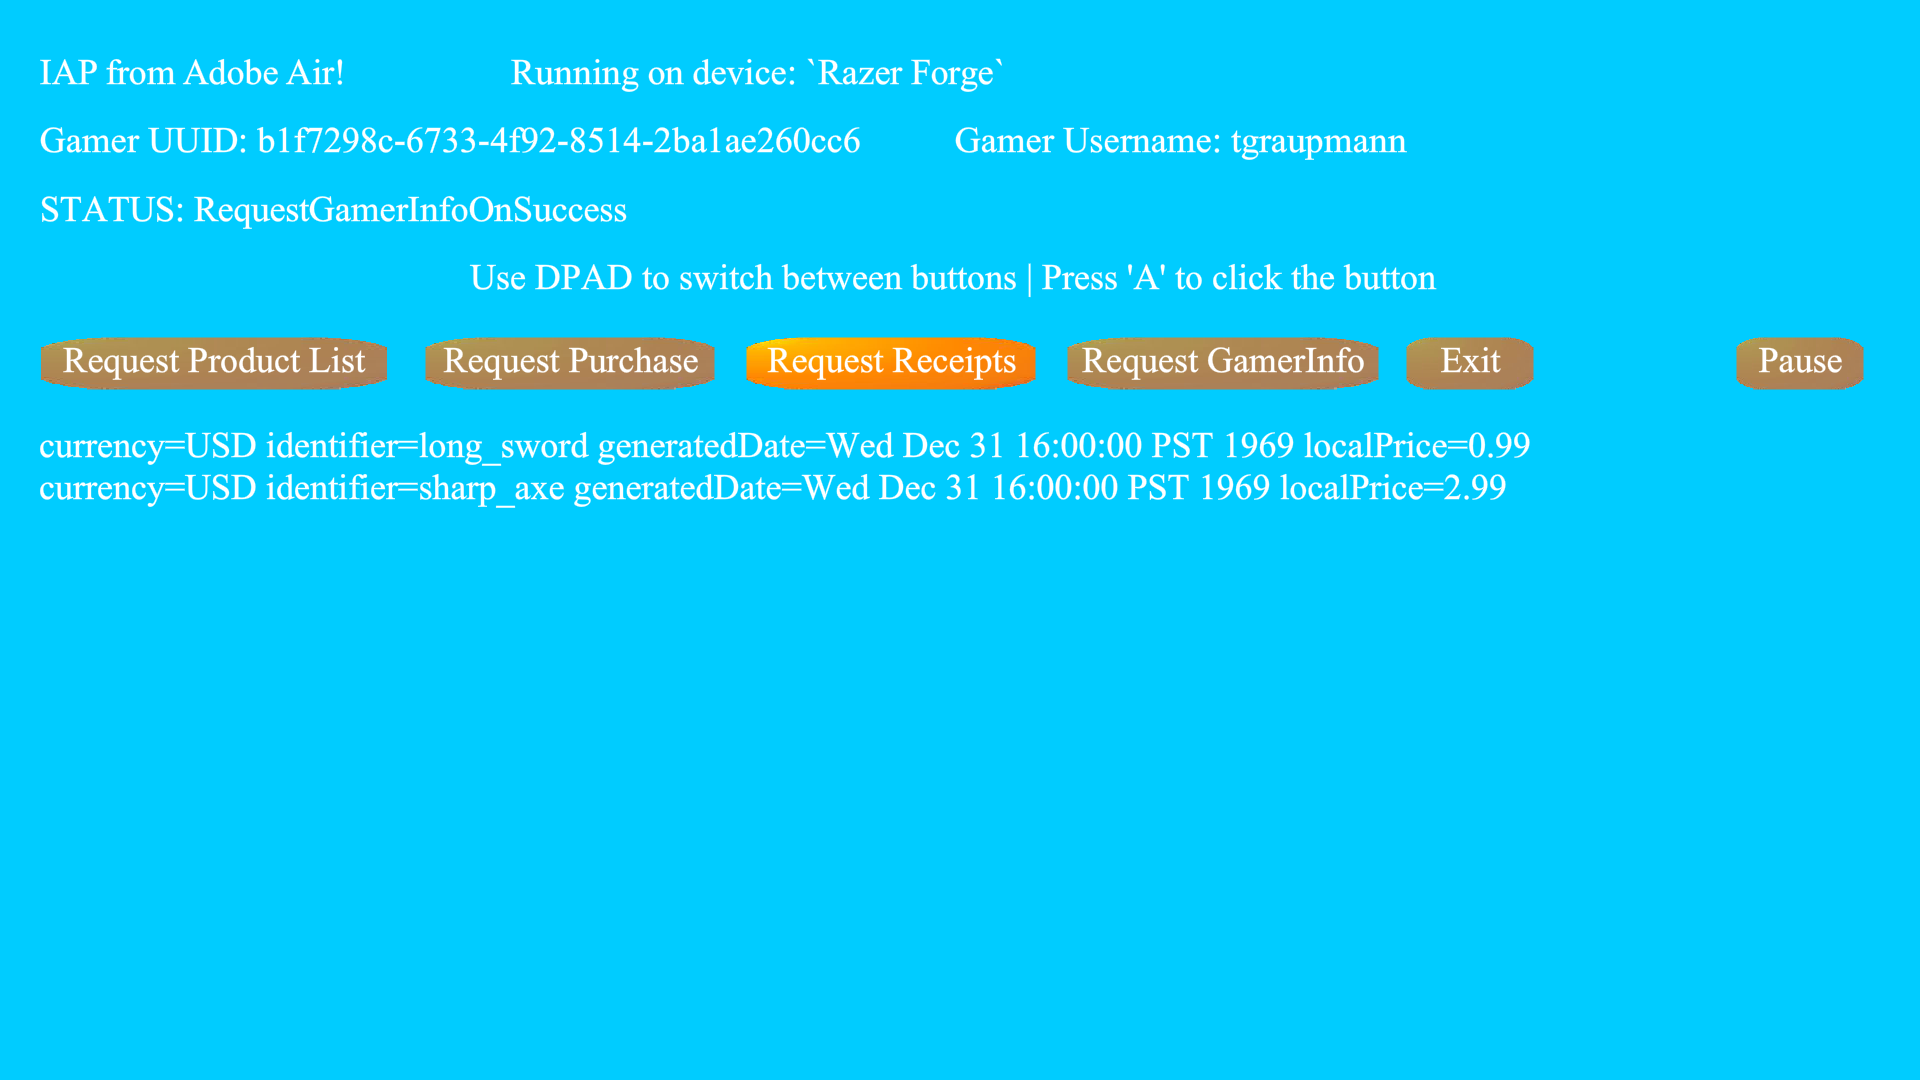 IAP from Adobe Air! Running on device: `Razer Forge`
Gamer UUID: b1f7298c-6733-4f92-8514-2ba1ae260cc6 Gamer Username: tgraupmann
STATUS: RequestGamerInfoOnSuccess
Use DPAD to switch between buttons | Press 'A' to click the button
Request Product List Request Purchase Request Receipts Request GamerInfo Exit Pause
currency=USD identifier=long_sword generatedDate=Wed Dec 31 16:00:00 PST 1969 localPrice=0.99
currency=USD identifier=sharp_axe generatedDate=Wed Dec 31 16:00:00 PST 1969 localPrice=2.99